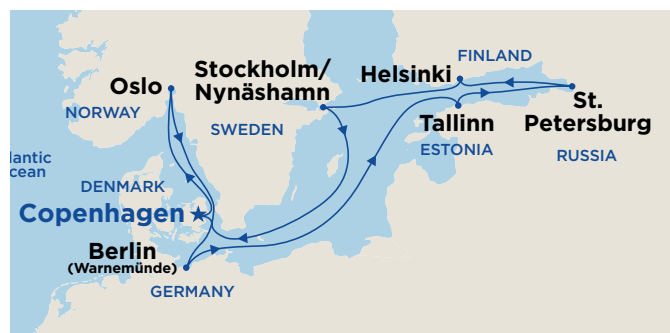 FINLAND
Stockholm/
Nynäshamn
Helsinki
Oslo
St.
Petersburg
NORWAY
SWEDEN
Tallinn
ESTONIA
RUSSIA
lantic
cean
DENMARK
Copenhagen
Berlin
(Warnemünde)
GERMANY